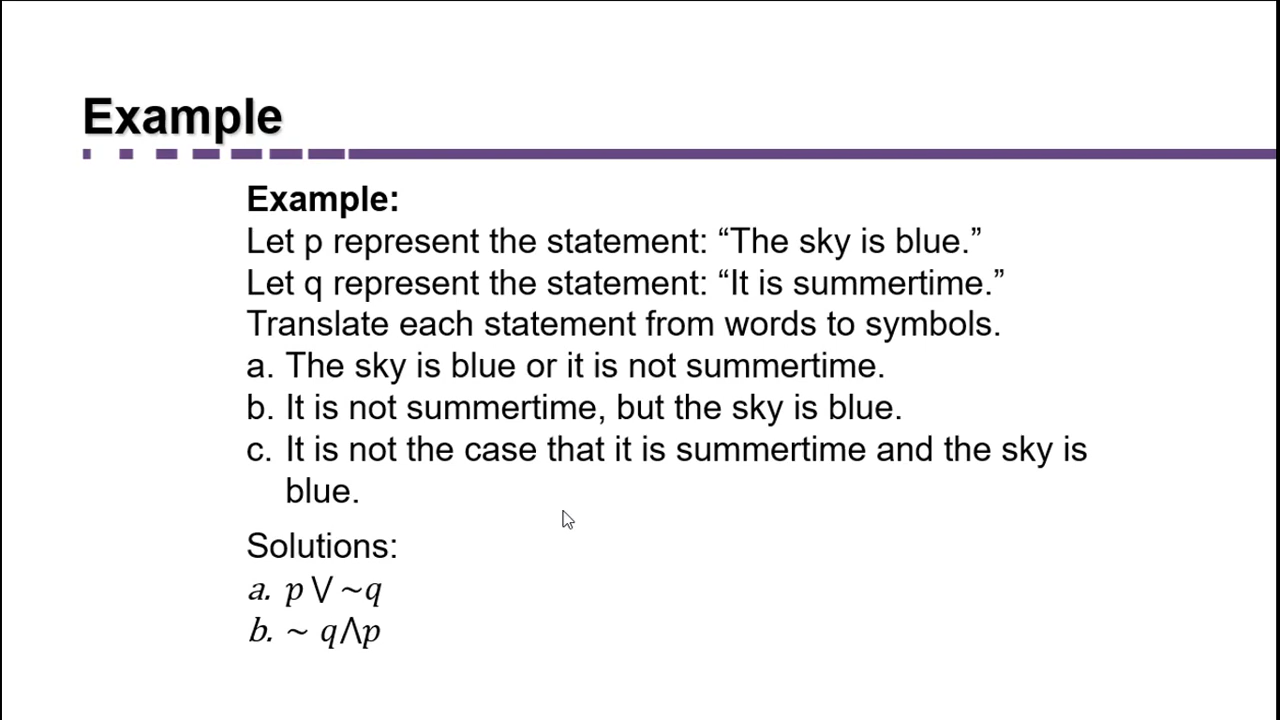 Example
Example:
Let p represent the statement: “The sky is blue.”
Let q represent the statement: “It is summertime.”
Translate each statement from words to symbols.
a. The sky is blue or it is not summertime.
b. It is not summertime, but the sky is blue.
c. It is not the case that it is summertime and the sky is
blue.
Solutions:
a. p ⋁ ~q
b. ~ q⋀p